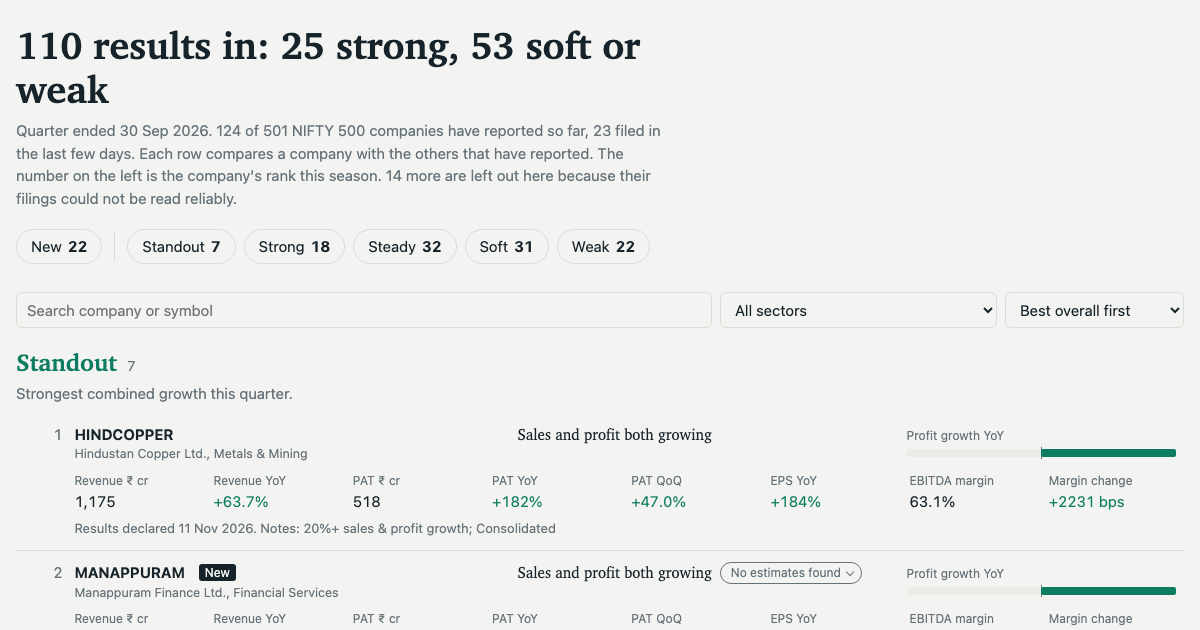 110 results in: 25 strong, 53 soft or
weak
Quarter ended 30 Sep 2026. 124 of 501 NIFTY 500 companies have reported so far, 23 filed in
the last few days. Each row compares a company with the others that have reported. The
number on the left is the company's rank this season. 14 more are left out here because their
filings could not be read reliably.
New 22 Standout 7 Strong 18 Steady 32 Soft 31 Weak 22
Search company or symbol All sectors Best overall first
Standout 7
Strongest combined growth this quarter.
1 HINDCOPPER Sales and profit both growing Profit growth YoY
Hindustan Copper Ltd., Metals & Mining
Revenue ₹ cr Revenue YoY PAT ₹ cr PAT YoY PAT QoQ EPS YoY EBITDA margin Margin change
1,175 +63.7% 518 +182% +47.0% +184% 63.1% +2231 bps
Results declared 11 Nov 2026. Notes: 20%+ sales & profit growth; Consolidated
2 MANAPPURAM New Sales and profit both growing No estimates found Profit growth YoY
Manappuram Finance Ltd., Financial Services
Revenue ₹ cr Revenue YoY PAT ₹ cr PAT YoY PAT QoQ EPS YoY EBITDA margin Margin change